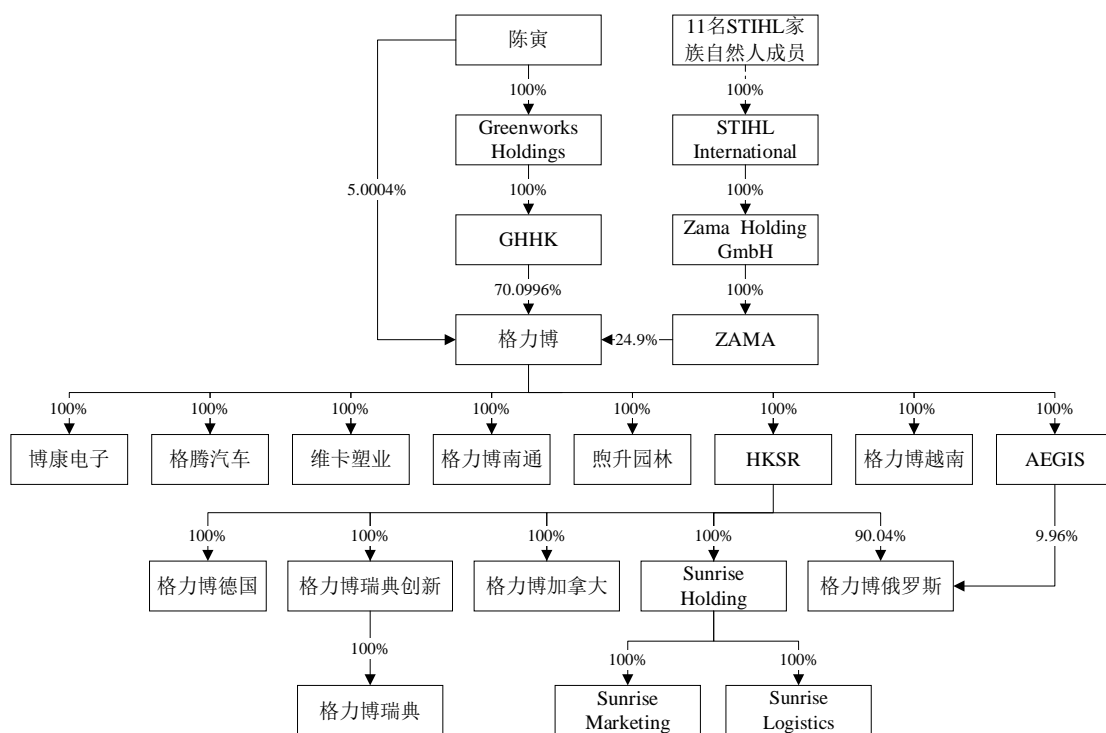 陈寅
11名STIHL家
族自然人成员
100%
100%
Greenworks
Holdings
STIHL
International
5.0004%
100%
100%
GHHK
Zama Holding
GmbH
70.0996%
100%
格力博
24.9%
ZAMA
100%
100%
100%
100%
100%
100%
100%
100%
博康电子
格腾汽车
维卡塑业
格力博南通
煦升园林
HKSR
格力博越南
AEGIS
100%
100%
100%
100%
90.04%
9.96%
格力博德国
格力博瑞典创新
格力博加拿大
Sunrise
Holding
格力博俄罗斯
100%
100%
100%
格力博瑞典
Sunrise
Marketing
Sunrise
Logistics